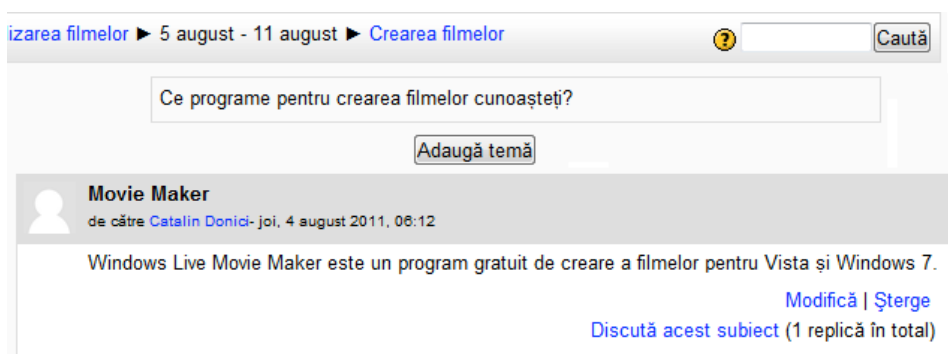 izarea filmelor ► 5 august - 11 august ► Crearea filmelor
Caută
Ce programe pentru crearea filmelor cunoașteți?
Adaugă temă
Movie Maker
de către Catalin Donici- joi, 4 august 2011, 06:12
Windows Live Movie Maker este un program gratuit de creare a filmelor pentru Vista și Windows 7.
Modifică | Şterge
Discută acest subiect (1 replică în total)